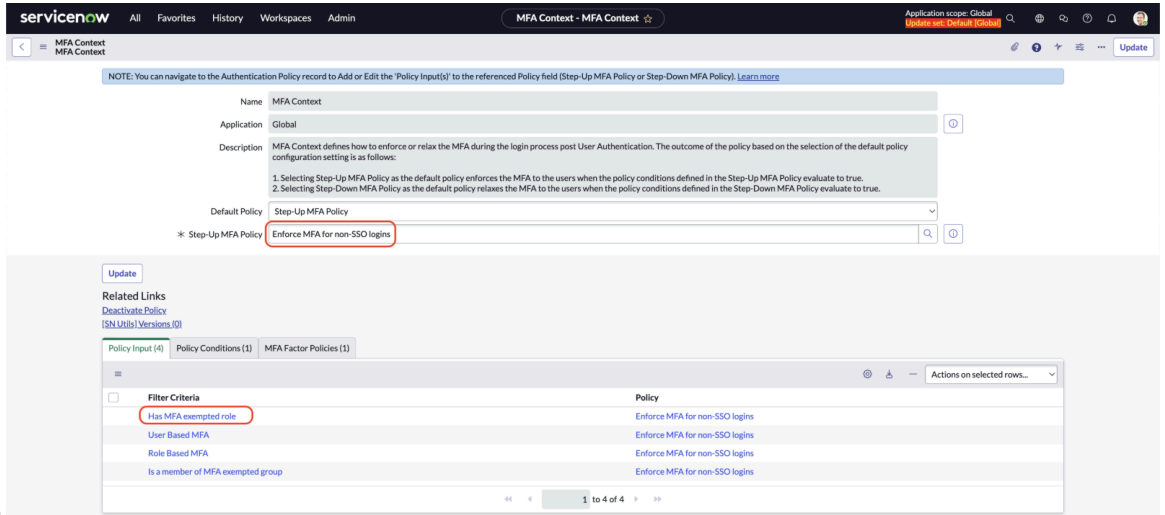 servicenow All Favorites History Workspaces Admin MFA Context - MFA Context Application scope: Global
Update set: Default [Global]
MFA Context
MFA Context
Update
NOTE: You can navigate to the Authentication Policy record to Add or Edit the 'Policy Input(s)' to the referenced Policy field (Step-Up MFA Policy or Step-Down MFA Policy). Learn more
Name MFA Context
Application Global
Description MFA Context defines how to enforce or relax the MFA during the login process post User Authentication. The outcome of the policy based on the selection of the default policy
configuration setting is as follows:
1. Selecting Step-Up MFA Policy as the default policy enforces the MFA to the users when the policy conditions defined in the Step-Up MFA Policy evaluate to true.
2. Selecting Step-Down MFA Policy as the default policy relaxes the MFA to the users when the policy conditions defined in the Step-Down MFA Policy evaluate to true.
Default Policy Step-Up MFA Policy
Step-Up MFA Policy Enforce MFA for non-SSO logins
Update
Related Links
Deactivate Policy
[SN Utils] Versions (0)
Policy Input (4) Policy Conditions (1) MFA Factor Policies (1)
Actions on selected rows...
Filter Criteria Policy
Has MFA exempted role Enforce MFA for non-SSO logins
User Based MFA Enforce MFA for non-SSO logins
Role Based MFA Enforce MFA for non-SSO logins
Is a member of MFA exempted group Enforce MFA for non-SSO logins
1 to 4 of 4